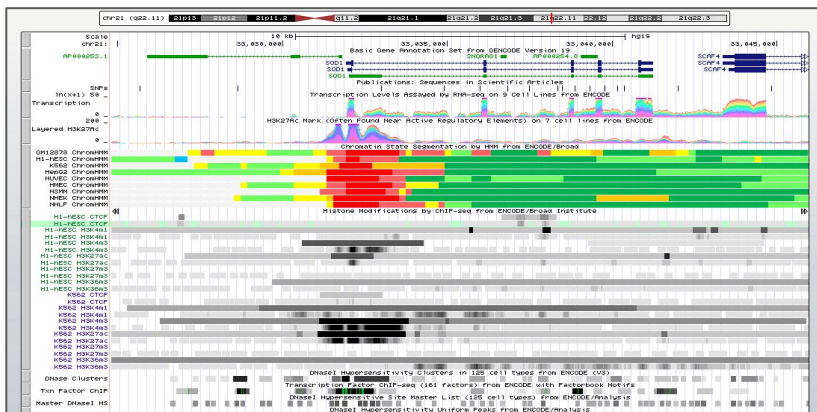 chr21 (q22.11) 21p13 21p12 21p11.2 q11.2 21q21.1 21q21.2 21q21.3 21q22.2 21q22.3
Scale 10 kb hg19
chr21: 33,030,000 33,035,000 33,040,000 33,045,000
Basic Gene Annotation Set from GENCODE Version 19
AP000253.1 SNORA81 AP000254.8 SCAF4
SOD1 SCAF4
SOD1 SCAF4
SOD1
Publications: Sequences in Scientific Articles
SNPs
Transcription Levels Assayed by RNA-seq on 9 Cell Lines from ENCODE
ln(x+1) 50 _
Transcription
0 _
H3K27Ac Mark (Often Found Near Active Regulatory Elements) on 7 cell lines from ENCODE
200 _
Layered H3K27Ac
0 _
Chromatin State Segmentation by HMM from ENCODE/Broad
GM12878 ChromHMM
H1-hESC ChromHMM
K562 ChromHMM
HepG2 ChromHMM
HUVEC ChromHMM
HMEC ChromHMM
HSMM ChromHMM
NHEK ChromHMM
NHLF ChromHMM
Histone Modifications by ChIP-seq from ENCODE/Broad Institute
H1-hESC CTCF
H1-hESC CTCF
H1-hESC H3K4m1
H1-hESC H3K4m1
H1-hESC H3K4m3
H1-hESC H3K4m3
H1-hESC H3K27ac
H1-hESC H3K27ac
H1-hESC H3K27m3
H1-hESC H3K27m3
H1-hESC H3K36m3
H1-hESC H3K36m3
K562 CTCF
K562 CTCF
K562 H3K4m1
K562 H3K4m1
K562 H3K4m3
K562 H3K4m3
K562 H3K27ac
K562 H3K27ac
K562 H3K27m3
K562 H3K27m3
K562 H3K36m3
K562 H3K36m3
DNaseI Hypersensitivity Clusters in 125 cell types from ENCODE (V3)
DNase Clusters
Transcription Factor ChIP-seq (161 factors) from ENCODE with Factorbook Motifs
Txn Factor ChIP
DNaseI Hypersensitive Site Master List (125 cell types) from ENCODE/Analysis
Master DNaseI HS
DNaseI Hypersensitivity Uniform Peaks from ENCODE/Analysis